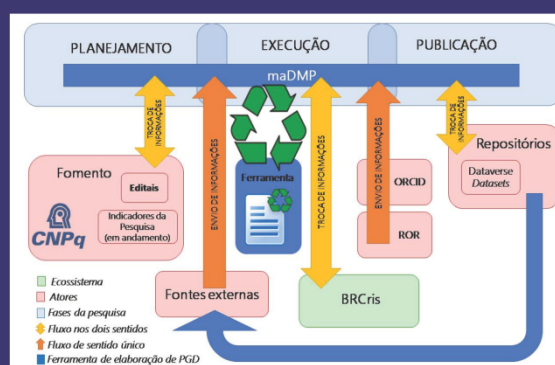 PLANEJAMENTO
EXECUÇÃO
PUBLICAÇÃO
maDMP
TROCA DE
INFORMAÇÕES
ENVIO DE INFORMAÇÕES
TROCA DE INFORMAÇÕES
ENVIO DE INFORMAÇÕES
TROCA DE
INFORMAÇÕES
Fomento
Editais
Indicadores da
Pesquisa
(em andamento)
CNPq
Ferramenta
ORCID
ROR
Repositórios
Dataverse
Datasets
Fontes externas
BRCris
Ecossistema
Atores
Fases da pesquisa
Fluxo nos dois sentidos
Fluxo de sentido único
Ferramenta de elaboração de PGD